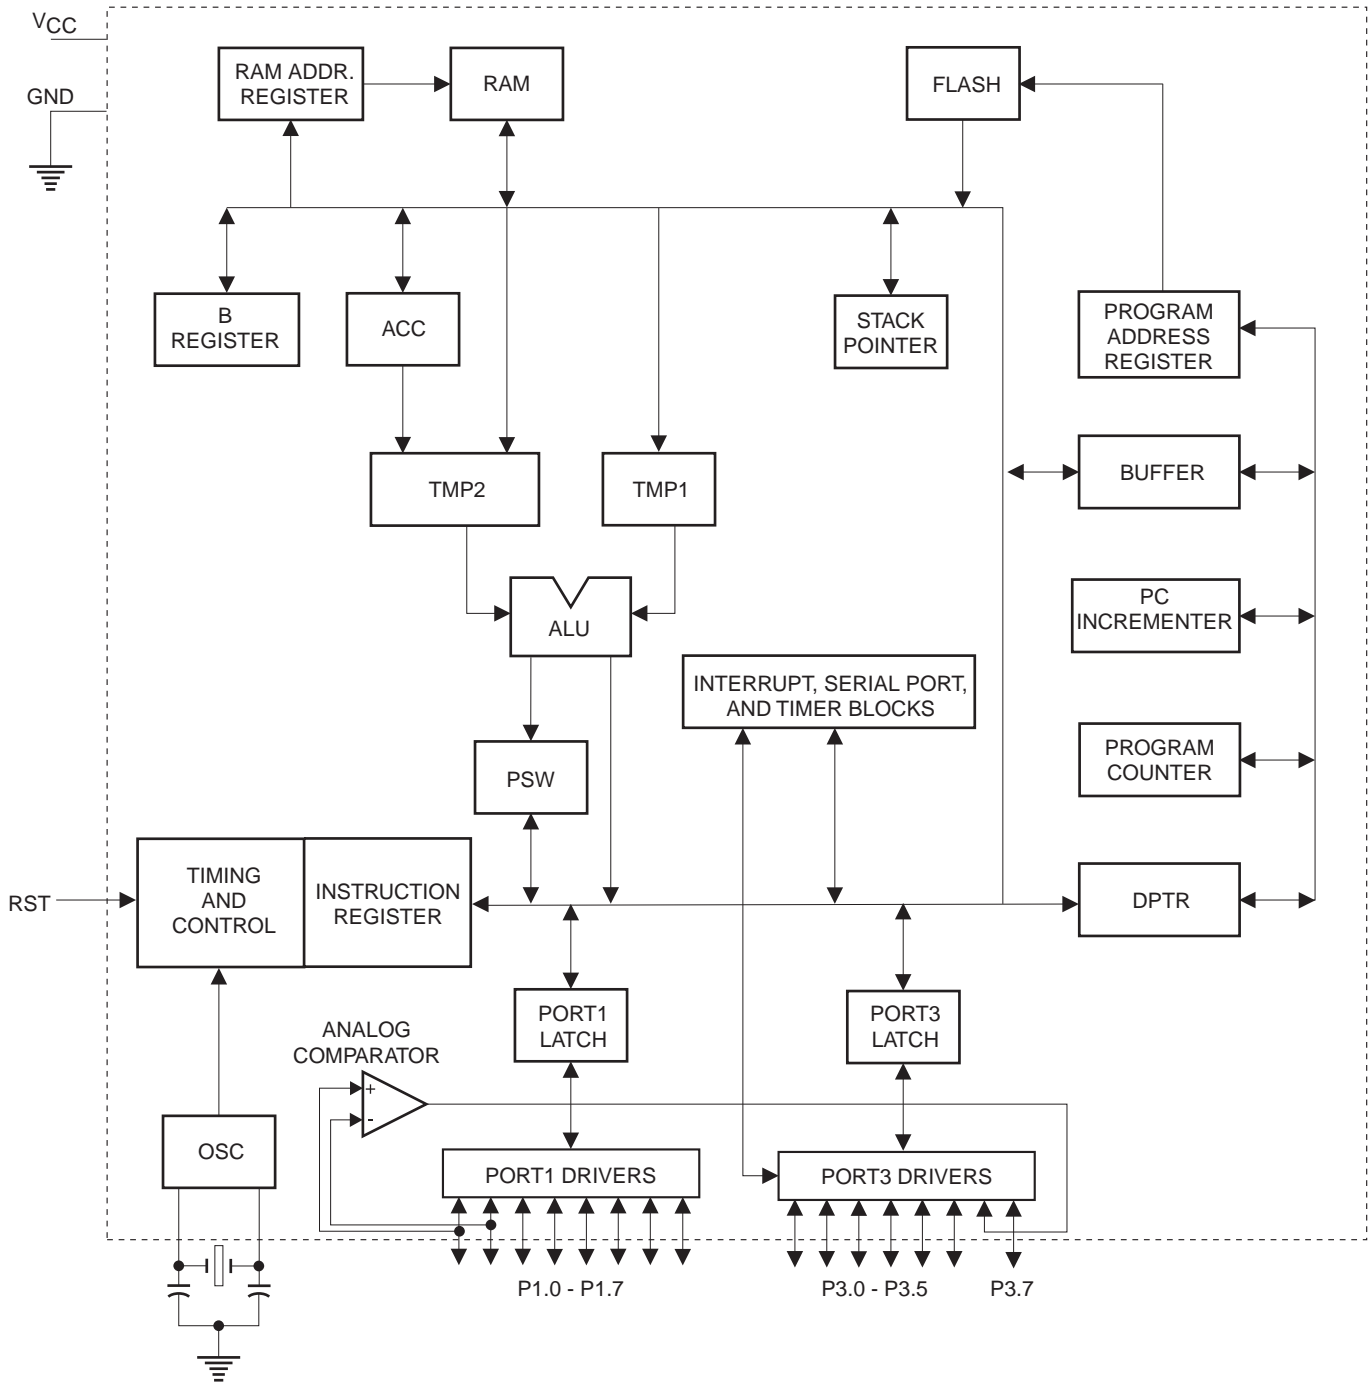 VCC
GND
RAM ADDR.
REGISTER
RAM
FLASH
B
REGISTER
ACC
STACK
POINTER
PROGRAM
ADDRESS
REGISTER
TMP2
TMP1
BUFFER
ALU
PC
INCREMENTER
INTERRUPT, SERIAL PORT,
AND TIMER BLOCKS
PSW
PROGRAM
COUNTER
RST
TIMING
AND
CONTROL
INSTRUCTION
REGISTER
DPTR
PORT1
LATCH
PORT3
LATCH
ANALOG
COMPARATOR
+
-
OSC
PORT1 DRIVERS
PORT3 DRIVERS
P1.0 - P1.7
P3.0 - P3.5
P3.7